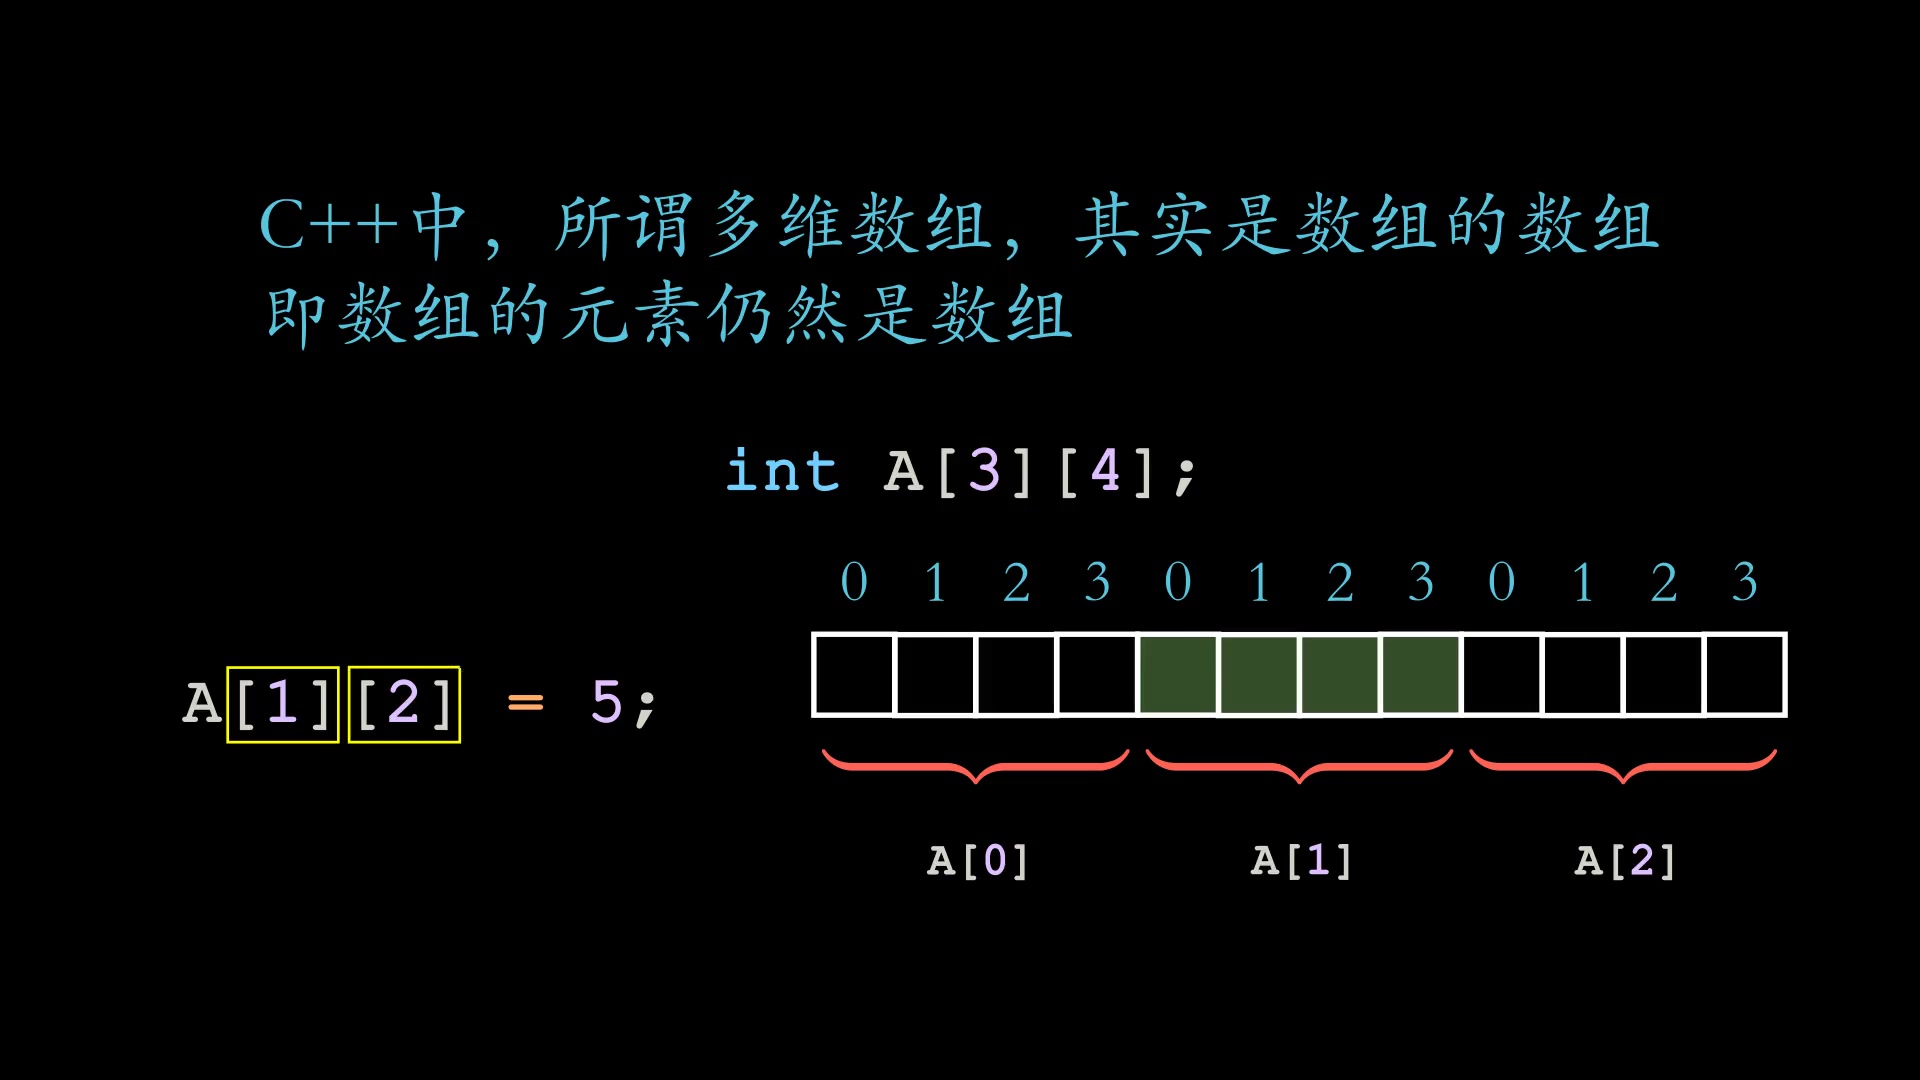 C++中，所谓多维数组，其实是数组的数组
即数组的元素仍然是数组
int A[3][4];
0 1 2 3 0 1 2 3 0 1 2 3
A[1][2] = 5;
A[0] A[1] A[2]